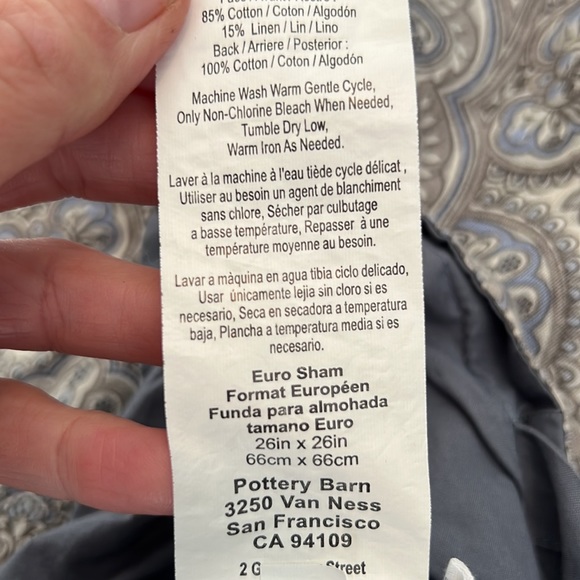 85% Cotton / Coton / Algodón
15% Linen / Lin / Lino
Back / Arriere / Posterior :
100% Cotton / Coton / Algodón
Machine Wash Warm Gentle Cycle,
Only Non-Chlorine Bleach When Needed,
Tumble Dry Low,
Warm Iron As Needed.
Laver à la machine à l'eau tiède cycle délicat ,
Utiliser au besoin un agent de blanchiment
sans chlore, Sécher par culbutage
a basse température, Repasser à une
température moyenne au besoin.
Lavar a màquina en agua tibia ciclo delicado,
Usar únicamente lejia sin cloro si es
necesario, Seca en secadora a temperatura
baja, Plancha a temperatura media si es
necesario.
Euro Sham
Format Européen
Funda para almohada
tamano Euro
26in x 26in
66cm x 66cm
Pottery Barn
3250 Van Ness
San Francisco
CA 94109
2 G Street